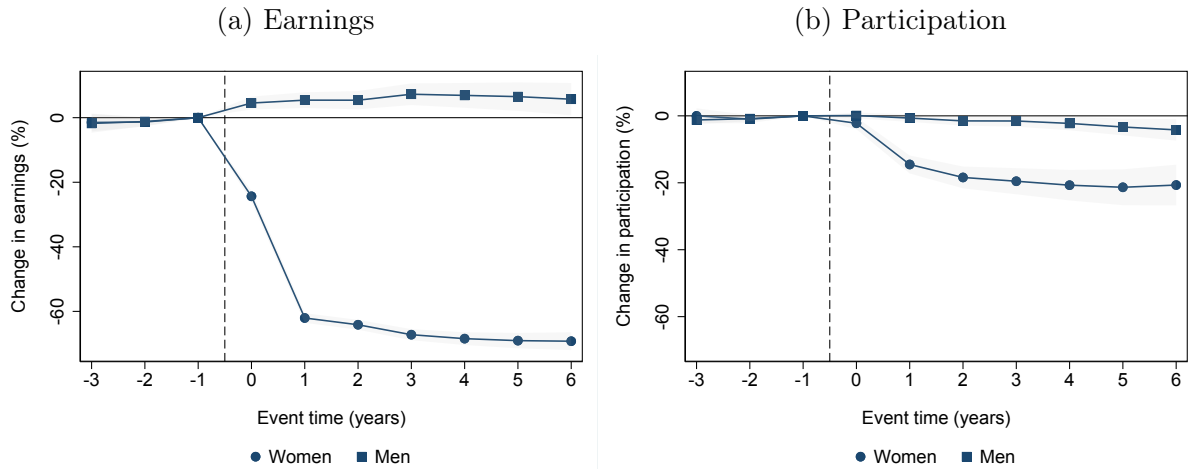 (a) Earnings
Change in earnings (%)
0
20
-40
-60
-3 -2 -1 0 1 2 3 4 5 6
Event time (years)
Women Men
(b) Participation
Change in participation (%)
0
20
-40
-60
-3 -2 -1 0 1 2 3 4 5 6
Event time (years)
Women Men